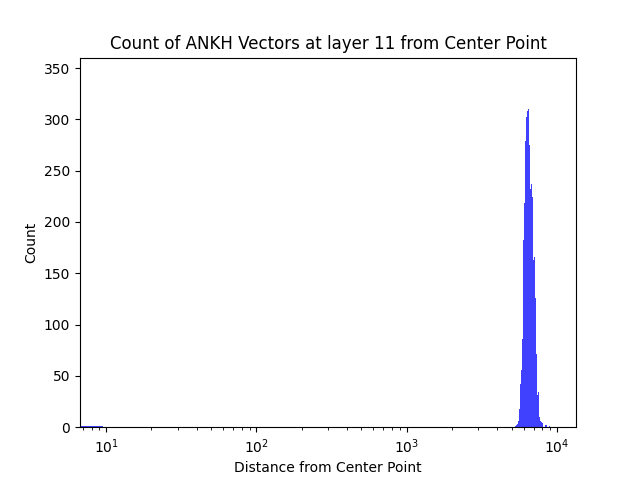 Count of ANKH Vectors at layer 11 from Center Point
350
300
250
200
150
100
50
0
Count
10¹ 10² 10³ 10⁴
Distance from Center Point